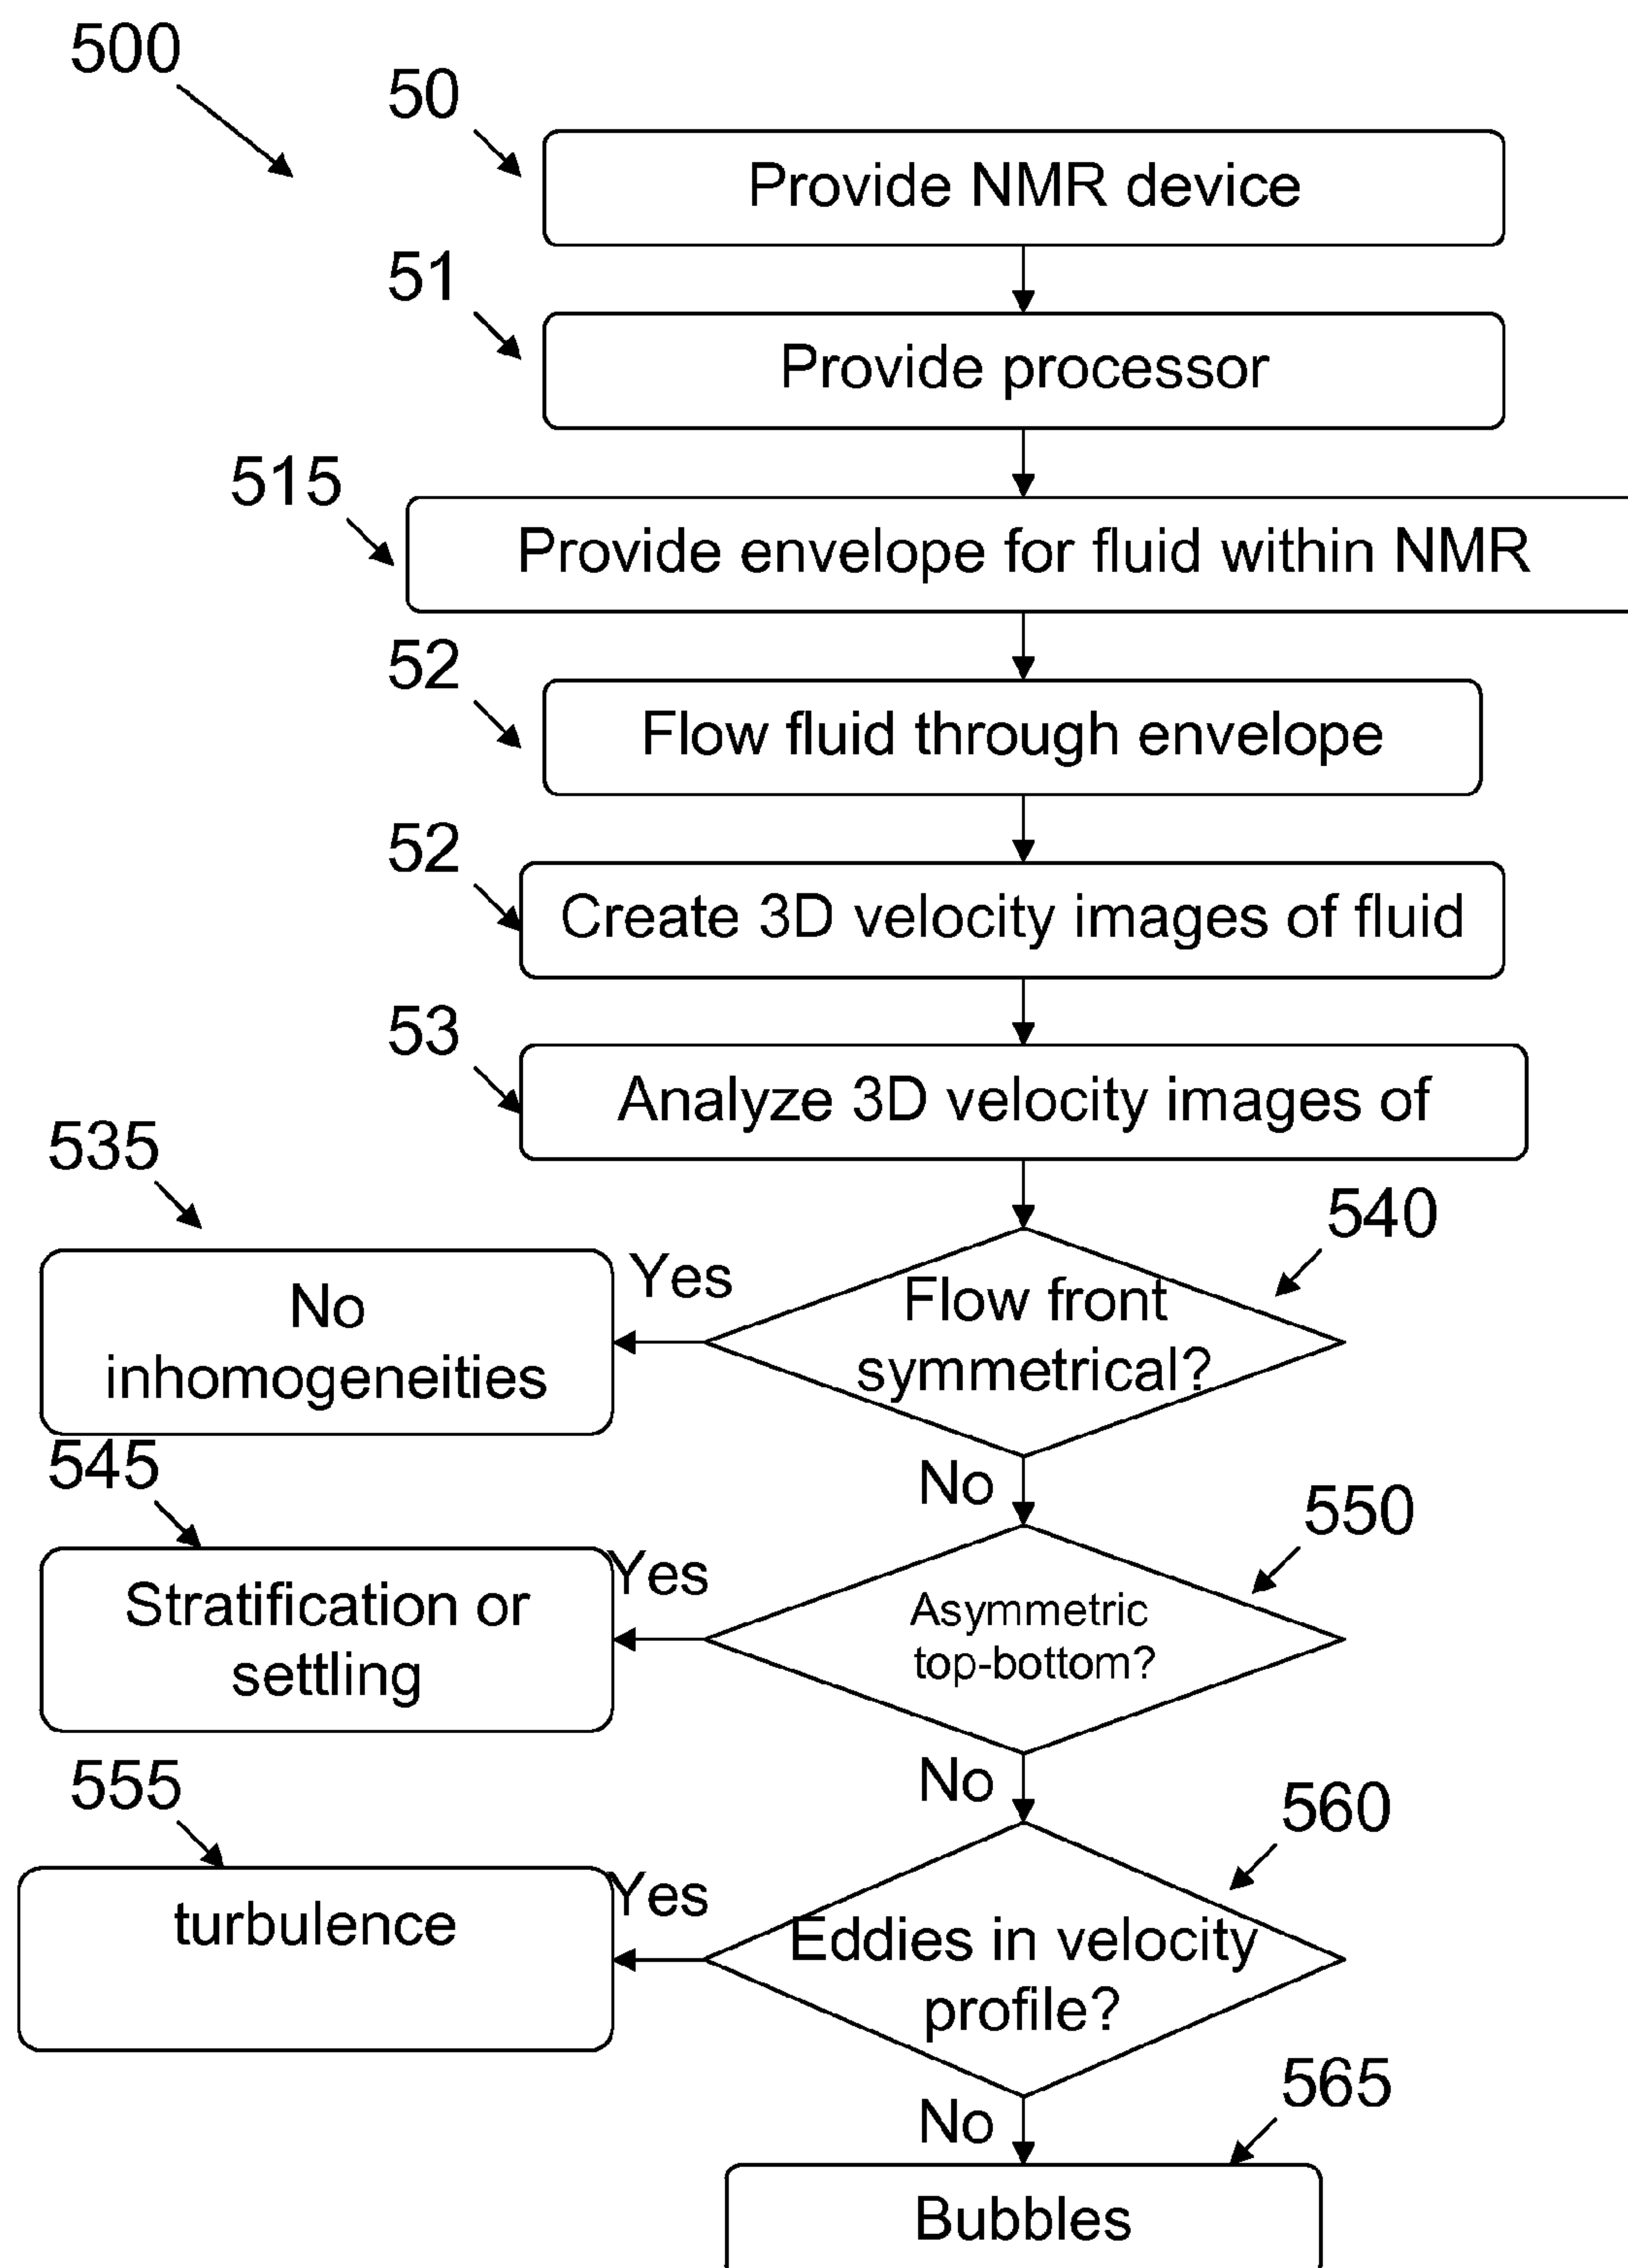 500
50
Provide NMR device
51
Provide processor
515
Provide envelope for fluid within NMR
52
Flow fluid through envelope
52
Create 3D velocity images of fluid
53
Analyze 3D velocity images of
535
540
No
inhomogeneities
Yes
Flow front
symmetrical?
545
No
550
Stratification or
settling
Yes
Asymmetric
top-bottom?
555
No
560
turbulence
Yes
Eddies in velocity
profile?
No
565
Bubbles